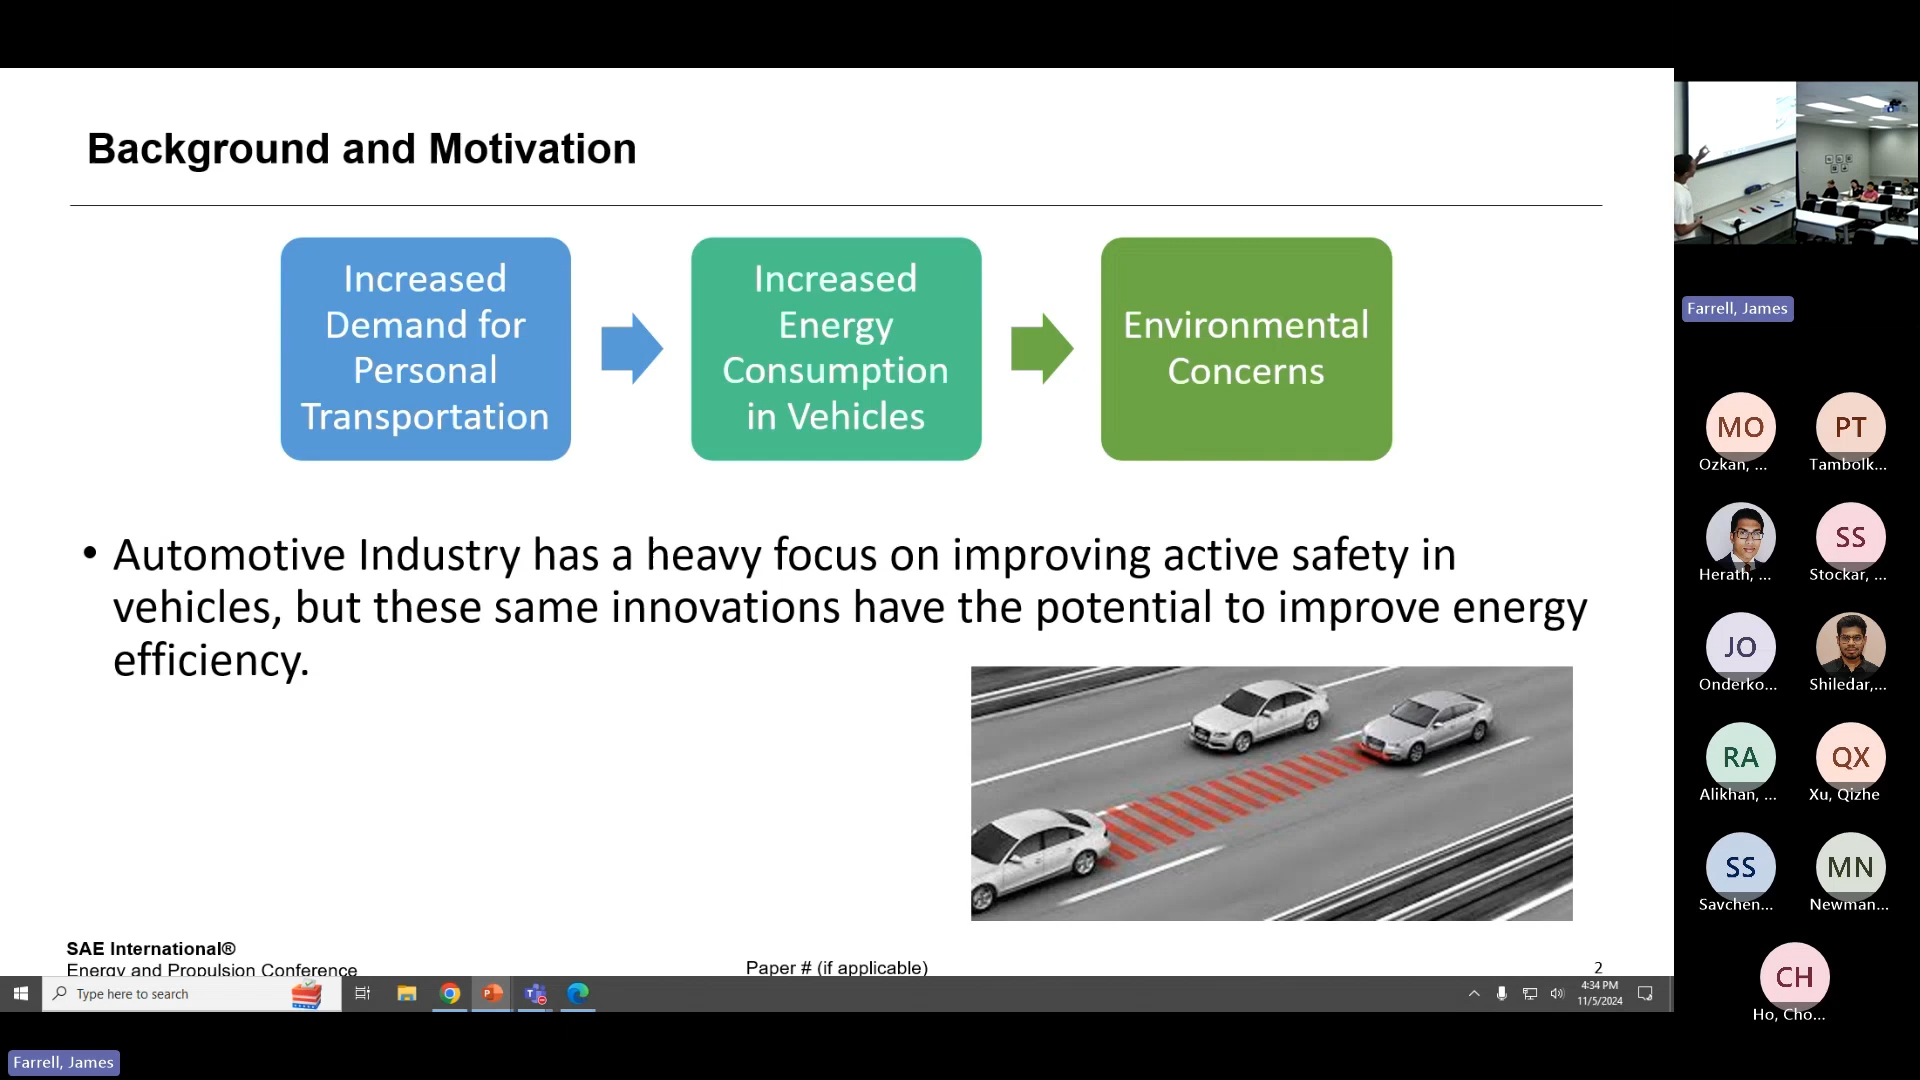 Background and Motivation
Increased
Demand for
Personal
Transportation
Increased
Energy
Consumption
in Vehicles
Environmental
Concerns
• Automotive Industry has a heavy focus on improving active safety in
vehicles, but these same innovations have the potential to improve energy
efficiency.
SAE International®
Energy and Propulsion Conference
Paper # (if applicable)
2
Type here to search
4:34 PM
11/5/2024
Farrell, James
Farrell, James
MO
Ozkan, ...
PT
Tambolk...
Herath, ...
SS
Stockar, ...
JO
Onderko...
Shiledar,...
RA
Alikhan, ...
QX
Xu, Qizhe
SS
Savchen...
MN
Newman...
CH
Ho, Cho...